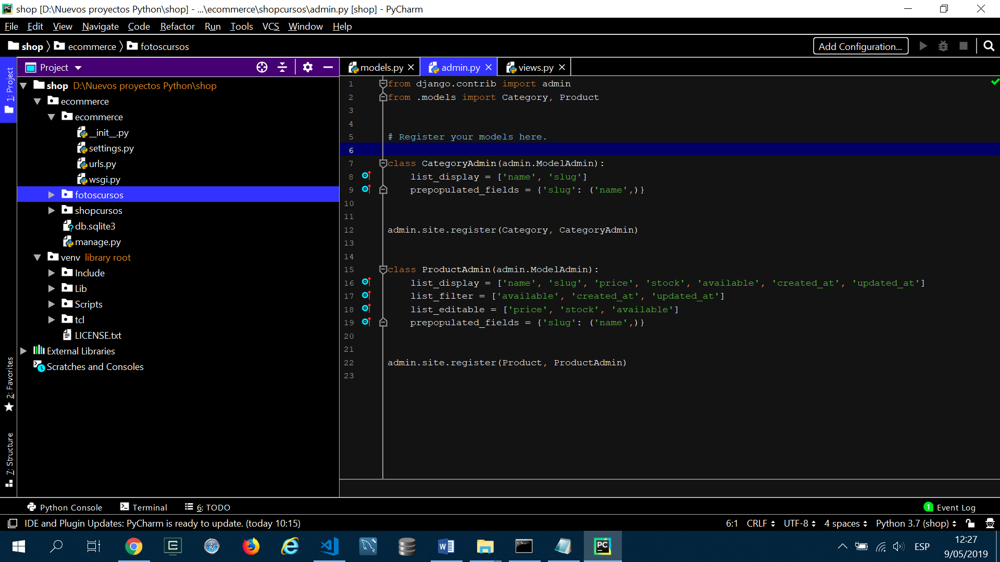 shop [D:\Nuevos proyectos Python\shop] - ...\ecommerce\shopcursos\admin.py [shop] - PyCharm
File Edit View Navigate Code Refactor Run Tools VCS Window Help
shop ecommerce fotoscursos
Add Configuration...
1: Project
2: Favorites
7: Structure
Project
shop D:\Nuevos proyectos Python\shop
ecommerce
ecommerce
__init__.py
settings.py
urls.py
wsgi.py
fotoscursos
shopcursos
db.sqlite3
manage.py
venv library root
Include
Lib
Scripts
tcl
LICENSE.txt
External Libraries
Scratches and Consoles
models.py admin.py views.py
1 from django.contrib import admin
2 from .models import Category, Product
3
4
5 # Register your models here.
6
7 class CategoryAdmin(admin.ModelAdmin):
8 list_display = ['name', 'slug']
9 prepopulated_fields = {'slug': ('name',)}
10
11
12 admin.site.register(Category, CategoryAdmin)
13
14
15 class ProductAdmin(admin.ModelAdmin):
16 list_display = ['name', 'slug', 'price', 'stock', 'available', 'created_at', 'updated_at']
17 list_filter = ['available', 'created_at', 'updated_at']
18 list_editable = ['price', 'stock', 'available']
19 prepopulated_fields = {'slug': ('name',)}
20
21
22 admin.site.register(Product, ProductAdmin)
23
Python Console Terminal 6: TODO
1 Event Log
IDE and Plugin Updates: PyCharm is ready to update. (today 10:15)
6:1 CRLF UTF-8 4 spaces Python 3.7 (shop)
ESP
12:27
9/05/2019